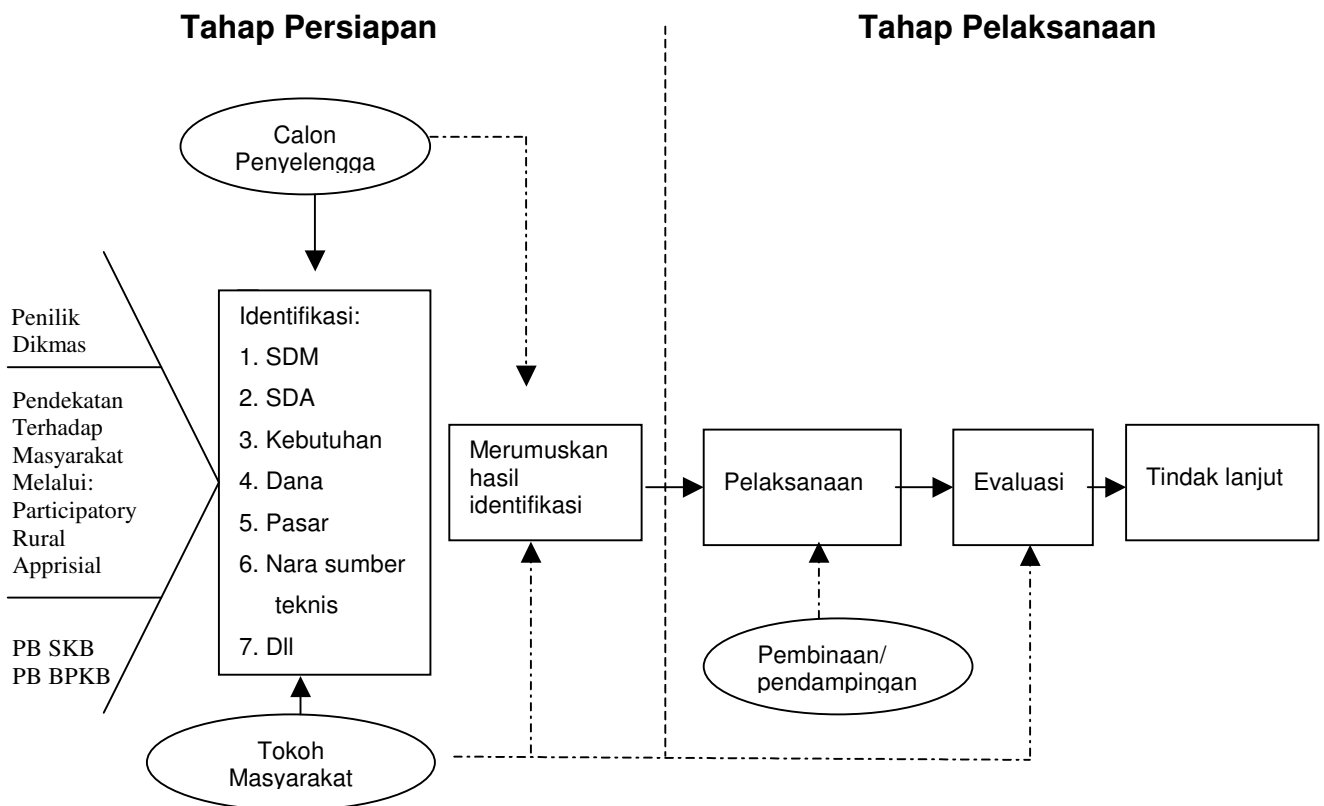 Tahap Persiapan
Tahap Pelaksanaan
Calon
Penyelengga
Penilik
Dikmas
Pendekatan
Terhadap
Masyarakat
Melalui:
Participatory
Rural
Apprisial
PB SKB
PB BPKB
Identifikasi:
1. SDM
2. SDA
3. Kebutuhan
4. Dana
5. Pasar
6. Nara sumber
teknis
7. Dll
Merumuskan
hasil
identifikasi
Pelaksanaan
Evaluasi
Tindak lanjut
Pembinaan/
pendampingan
Tokoh
Masyarakat